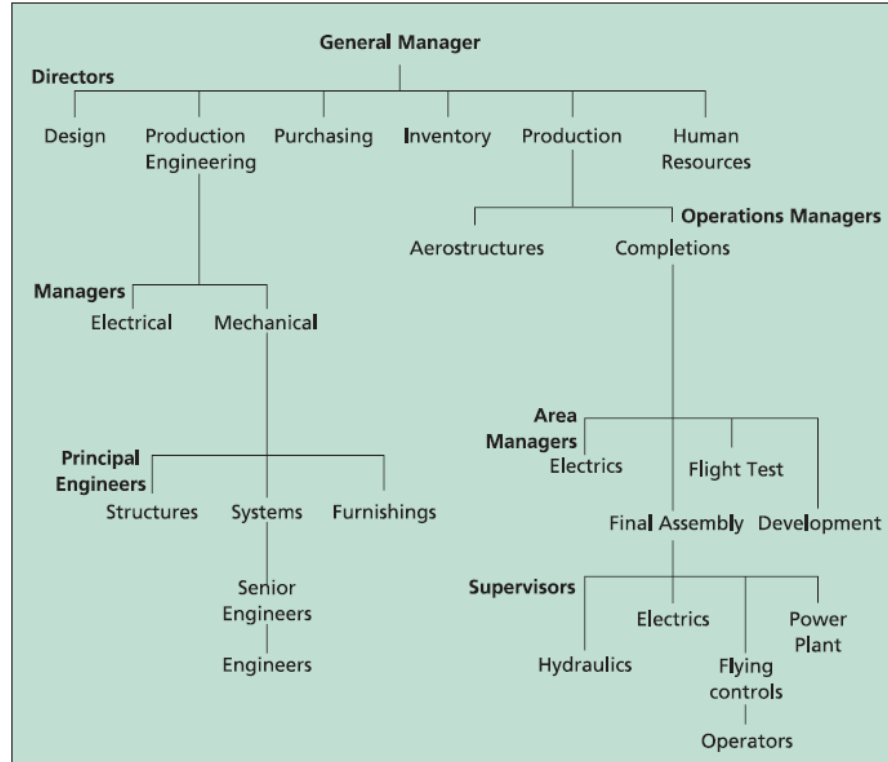 General Manager
Directors
Design
Production
Engineering
Purchasing
Inventory
Production
Human
Resources
Operations Managers
Aerostructures
Completions
Managers
Electrical
Mechanical
Area
Managers
Electrics
Flight Test
Principal
Engineers
Structures
Systems
Furnishings
Final Assembly
Development
Senior
Engineers
Supervisors
Electrics
Power
Plant
Engineers
Hydraulics
Flying
controls
Operators